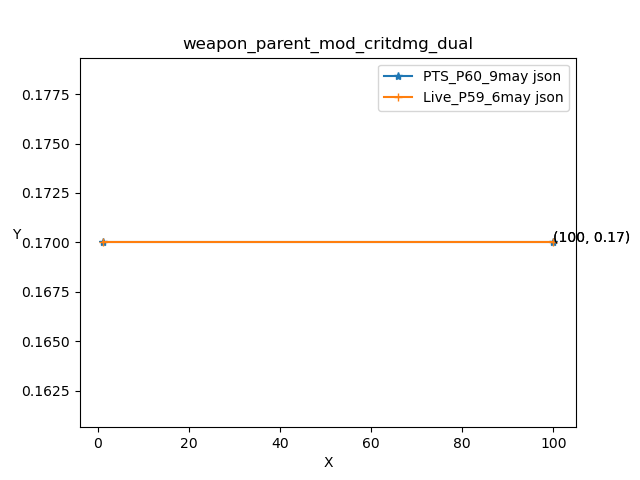 weapon_parent_mod_critdmg_dual
PTS_P60_9may json
Live_P59_6may json
0.1775
0.1750
0.1725
Y
0.1700
(100, 0.17)
0.1675
0.1650
0.1625
0 20 40 60 80 100
X